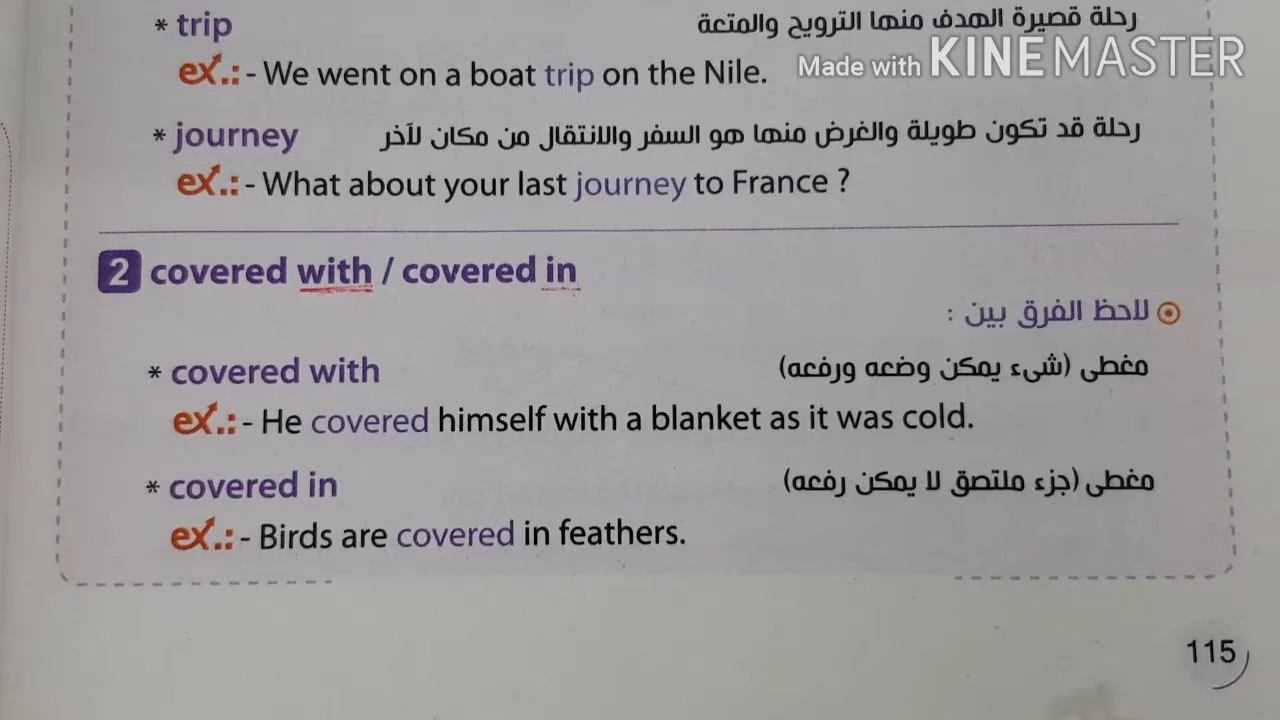 * trip رحلة قصيرة الهدف منها الترويح والمتعة
Made with KINEMASTER
ex.: - We went on a boat trip on the Nile.
* journey رحلة قد تكون طويلة والغرض منها هو السفر والانتقال من مكان لآخر
ex.: - What about your last journey to France ?
2 covered with / covered in
لاحظ الفرق بين :
* covered with مغطى (شىء يمكن وضعه ورفعه)
ex.: - He covered himself with a blanket as it was cold.
* covered in مغطى (جزء ملتصق لا يمكن رفعه)
ex.: - Birds are covered in feathers.
115